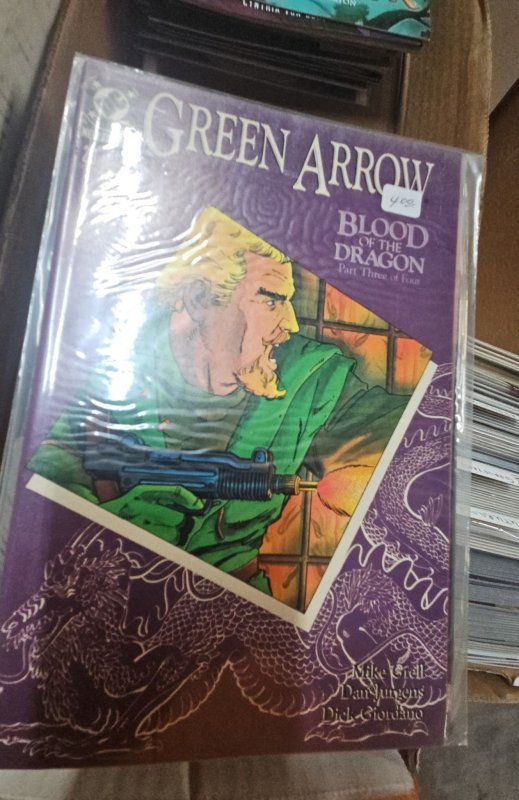 GREEN ARROW
4.00
BLOOD
OF THE
DRAGON
Part Three of Four
Mike Grell
Dan Jurgens
Dick Giordano